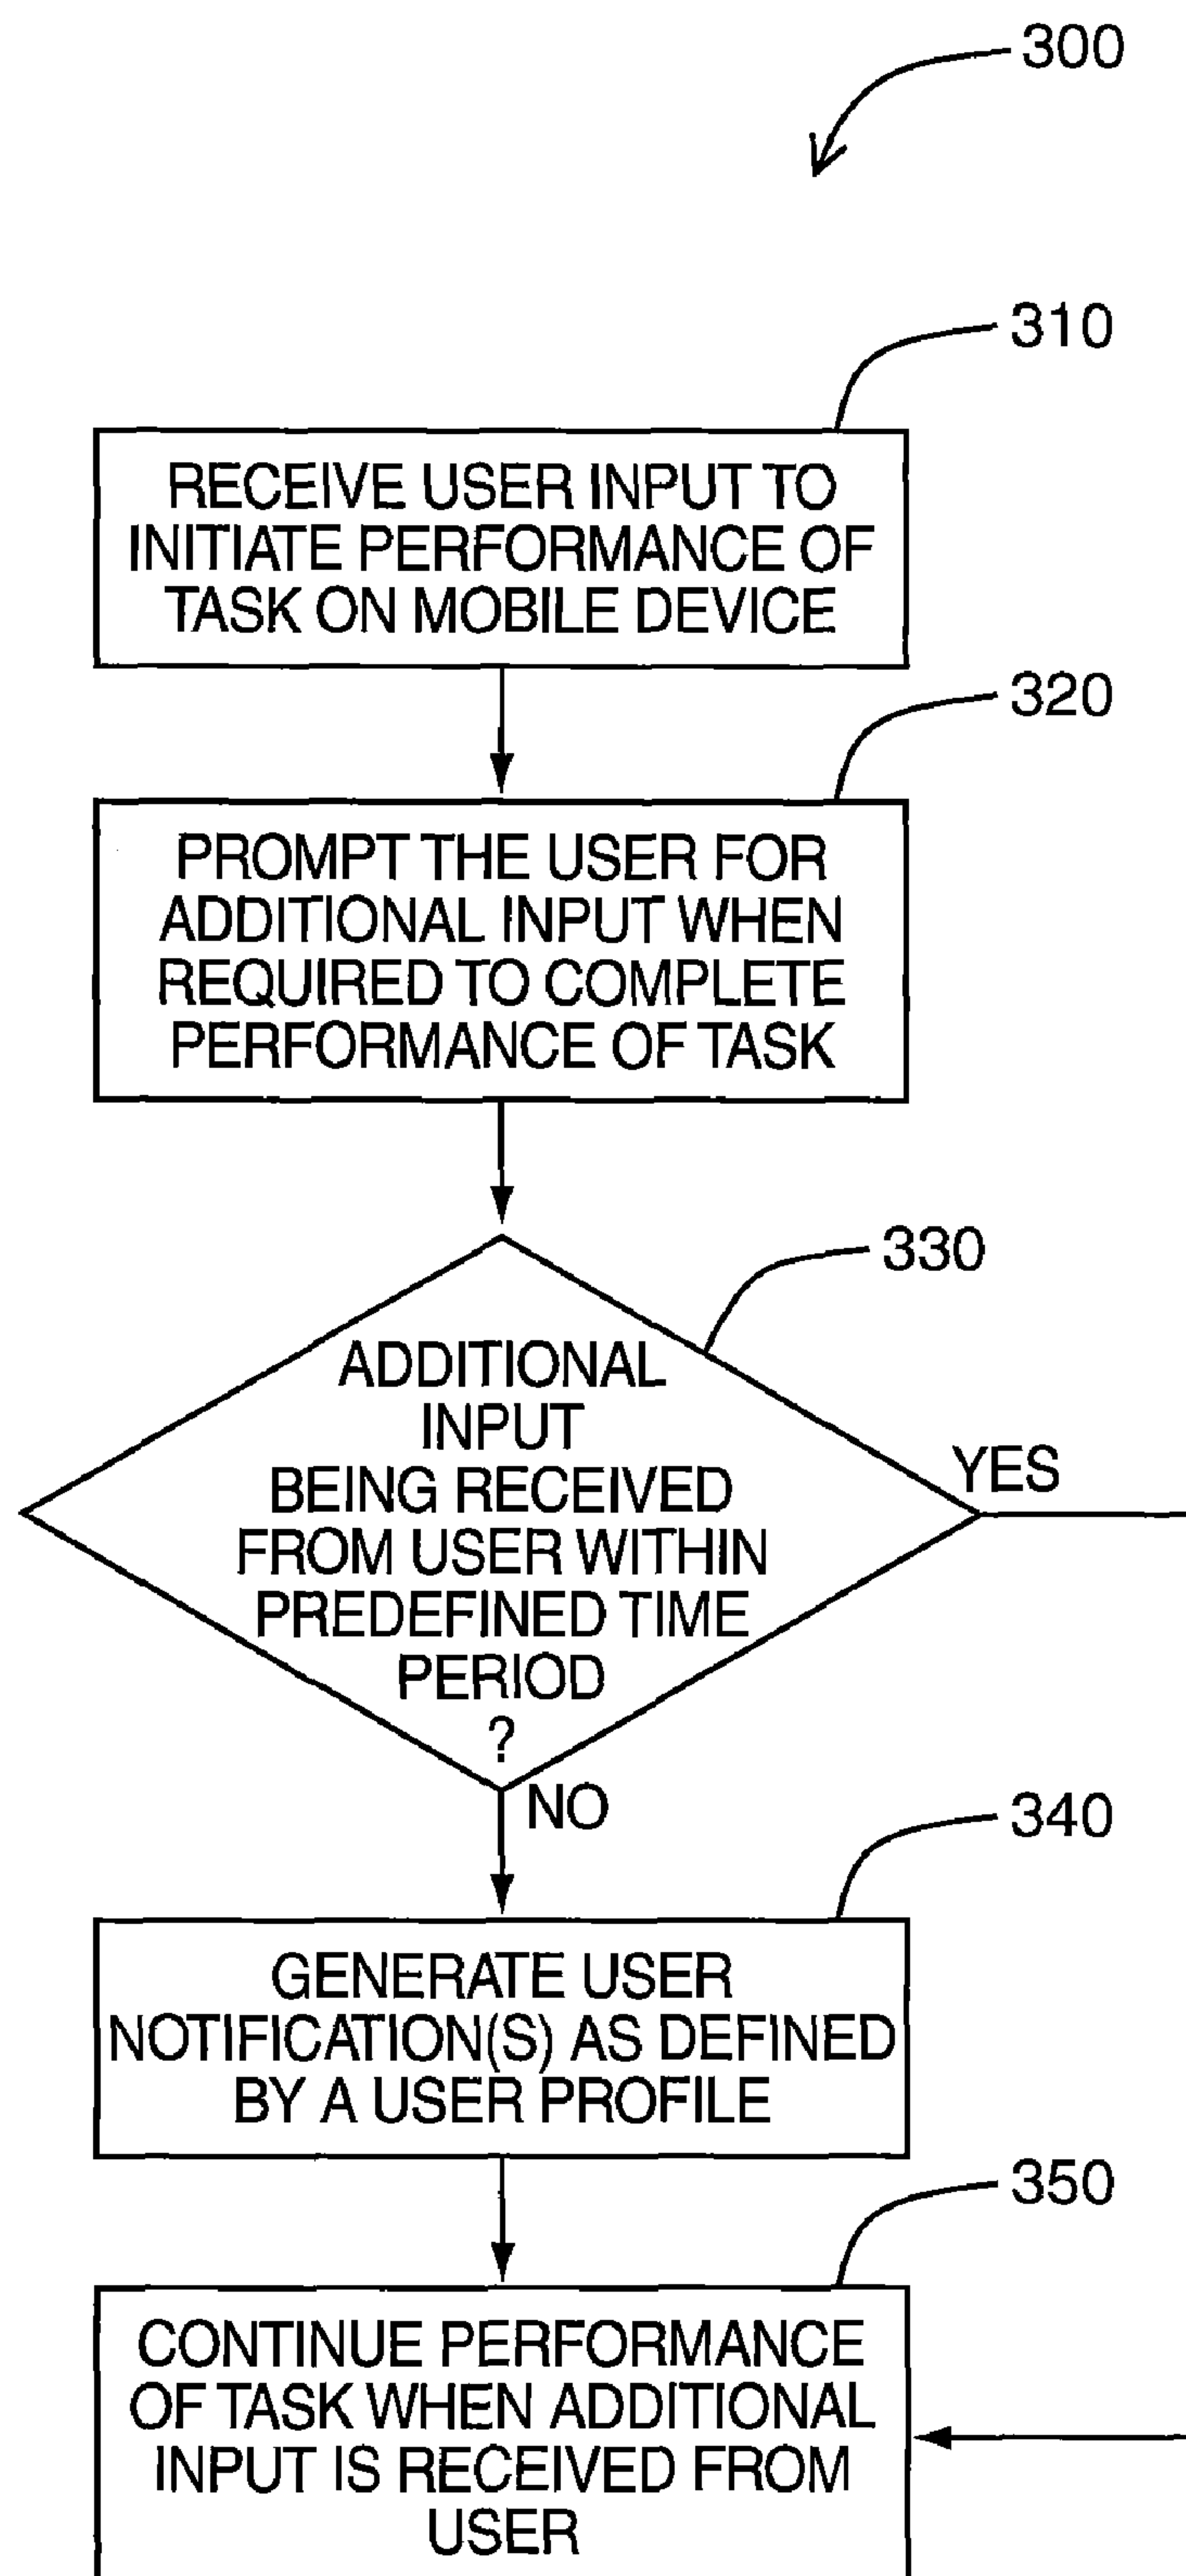 300
310
RECEIVE USER INPUT TO
INITIATE PERFORMANCE OF
TASK ON MOBILE DEVICE
320
PROMPT THE USER FOR
ADDITIONAL INPUT WHEN
REQUIRED TO COMPLETE
PERFORMANCE OF TASK
330
ADDITIONAL
INPUT
BEING RECEIVED
FROM USER WITHIN
PREDEFINED TIME
PERIOD
?
YES
NO
340
GENERATE USER
NOTIFICATION(S) AS DEFINED
BY A USER PROFILE
350
CONTINUE PERFORMANCE
OF TASK WHEN ADDITIONAL
INPUT IS RECEIVED FROM
USER